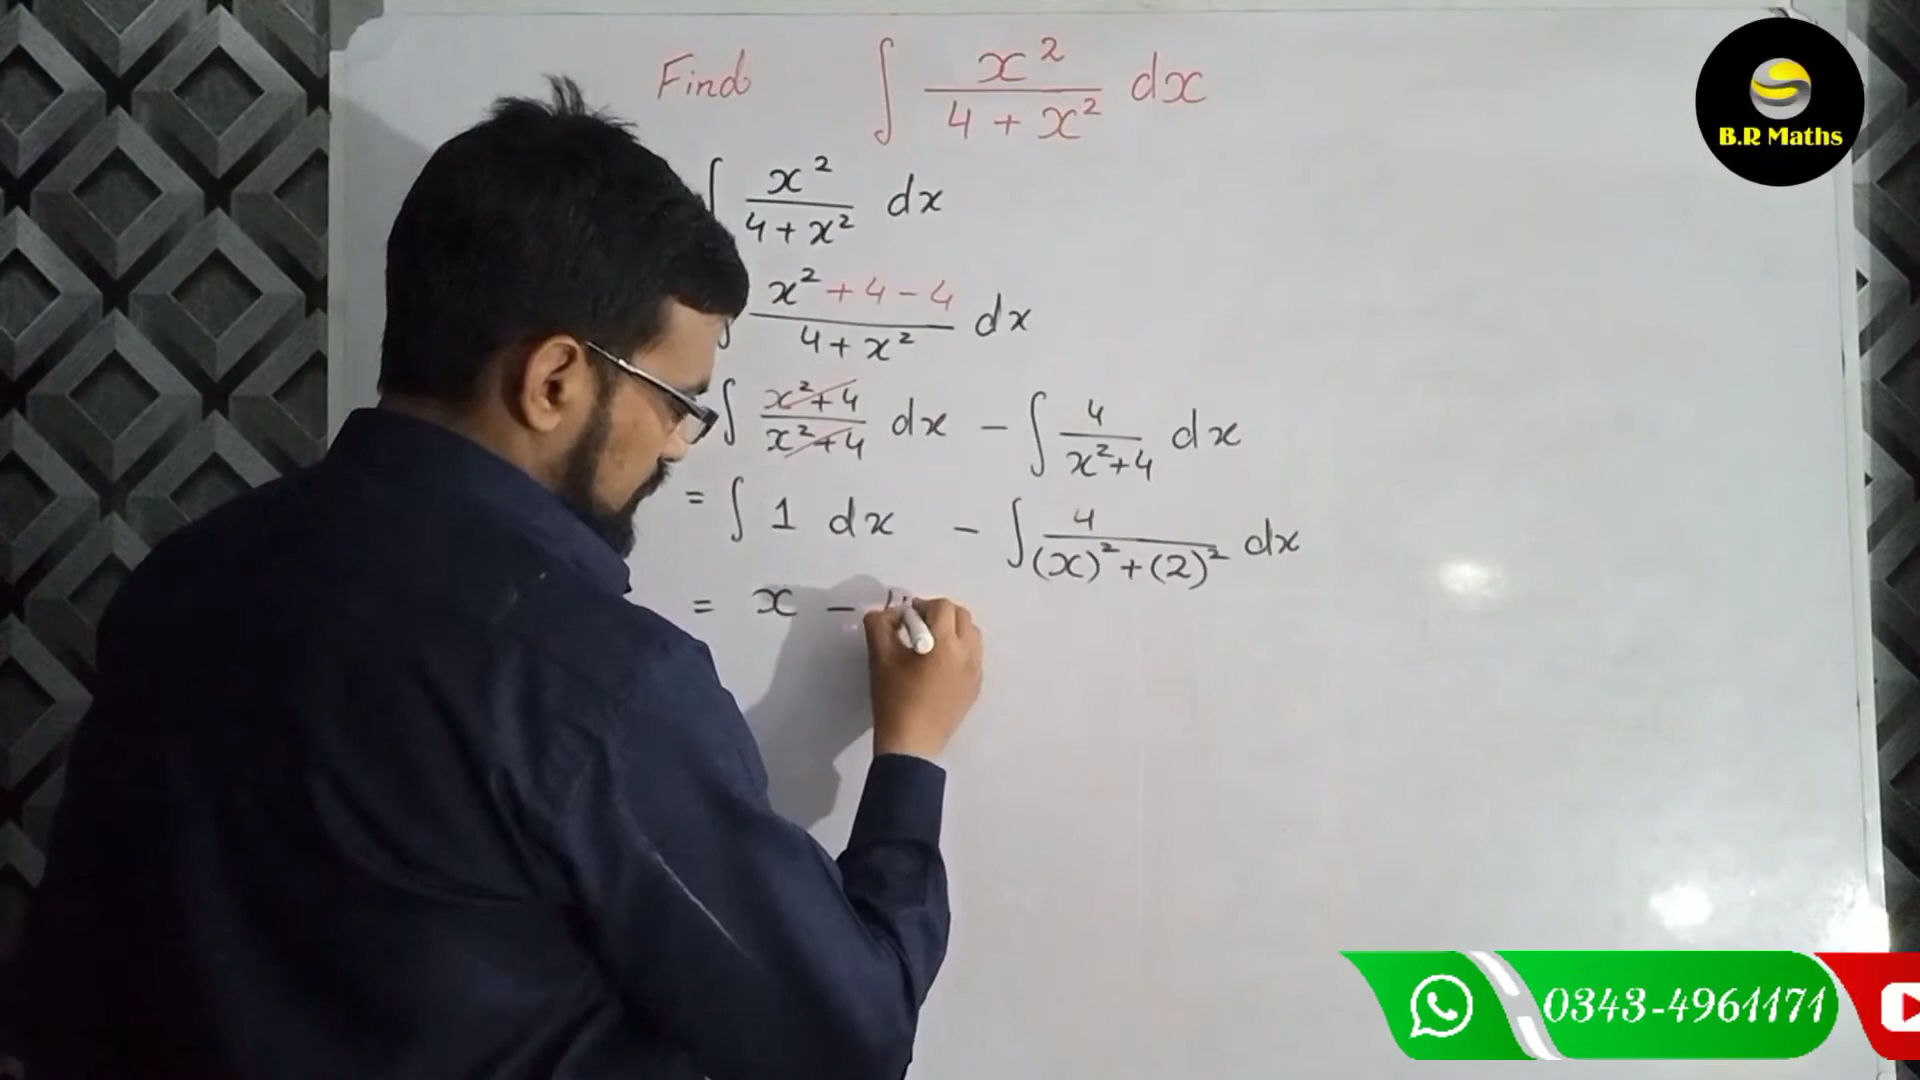 Find ∫ x² / 4 + x² dx
∫ x² / 4 + x² dx
x² + 4 - 4 / 4 + x² dx
∫ x² + 4 / x² + 4 dx - ∫ 4 / x² + 4 dx
= ∫ 1 dx - ∫ 4 / (x)² + (2)² dx
= x -
B.R Maths
0343-4961171